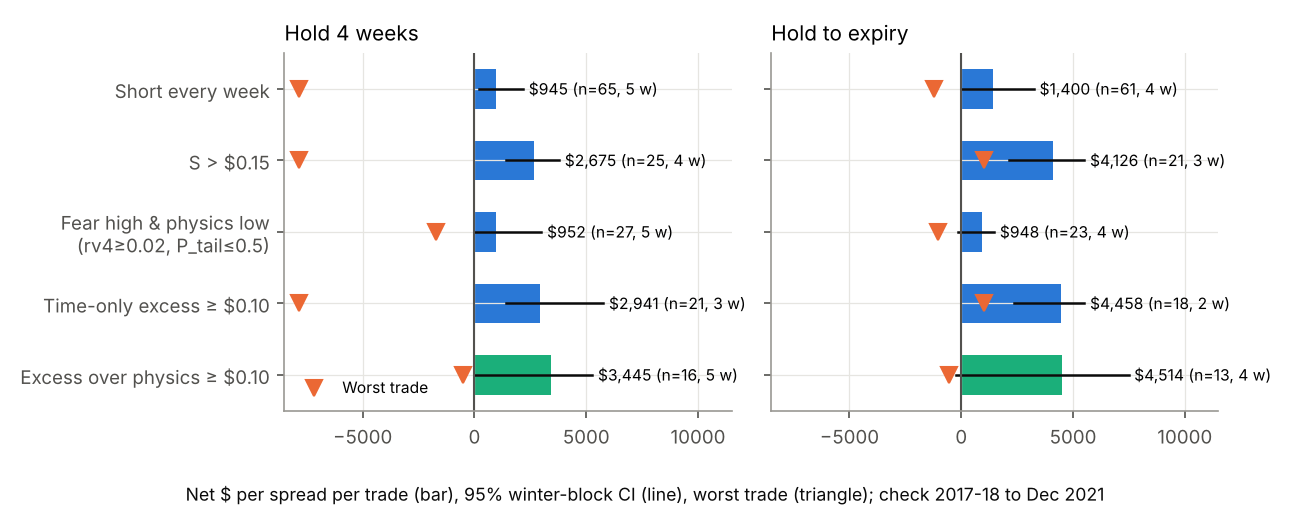 Hold 4 weeks
Hold to expiry
Short every week
$945 (n=65, 5 w)
$1,400 (n=61, 4 w)
S > $0.15
$2,675 (n=25, 4 w)
$4,126 (n=21, 3 w)
Fear high & physics low
(rv4≥0.02, P_tail≤0.5)
$952 (n=27, 5 w)
$948 (n=23, 4 w)
Time-only excess ≥ $0.10
$2,941 (n=21, 3 w)
$4,458 (n=18, 2 w)
Excess over physics ≥ $0.10
$3,445 (n=16, 5 w)
$4,514 (n=13, 4 w)
Worst trade
−5000 0 5000 10000
−5000 0 5000 10000
Net $ per spread per trade (bar), 95% winter-block CI (line), worst trade (triangle); check 2017-18 to Dec 2021